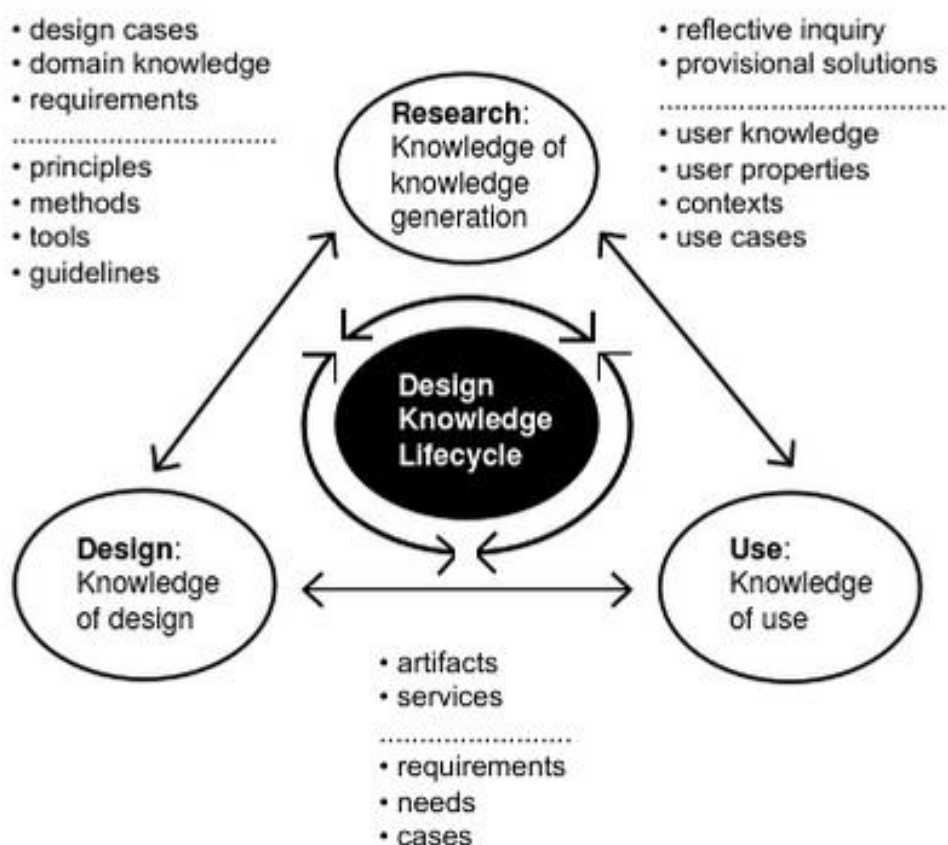 • design cases
• domain knowledge
• requirements
• principles
• methods
• tools
• guidelines
Research:
Knowledge of
knowledge
generation
• reflective inquiry
• provisional solutions
• user knowledge
• user properties
• contexts
• use cases
Design
Knowledge
Lifecycle
Design:
Knowledge
of design
Use:
Knowledge
of use
• artifacts
• services
• requirements
• needs
• cases